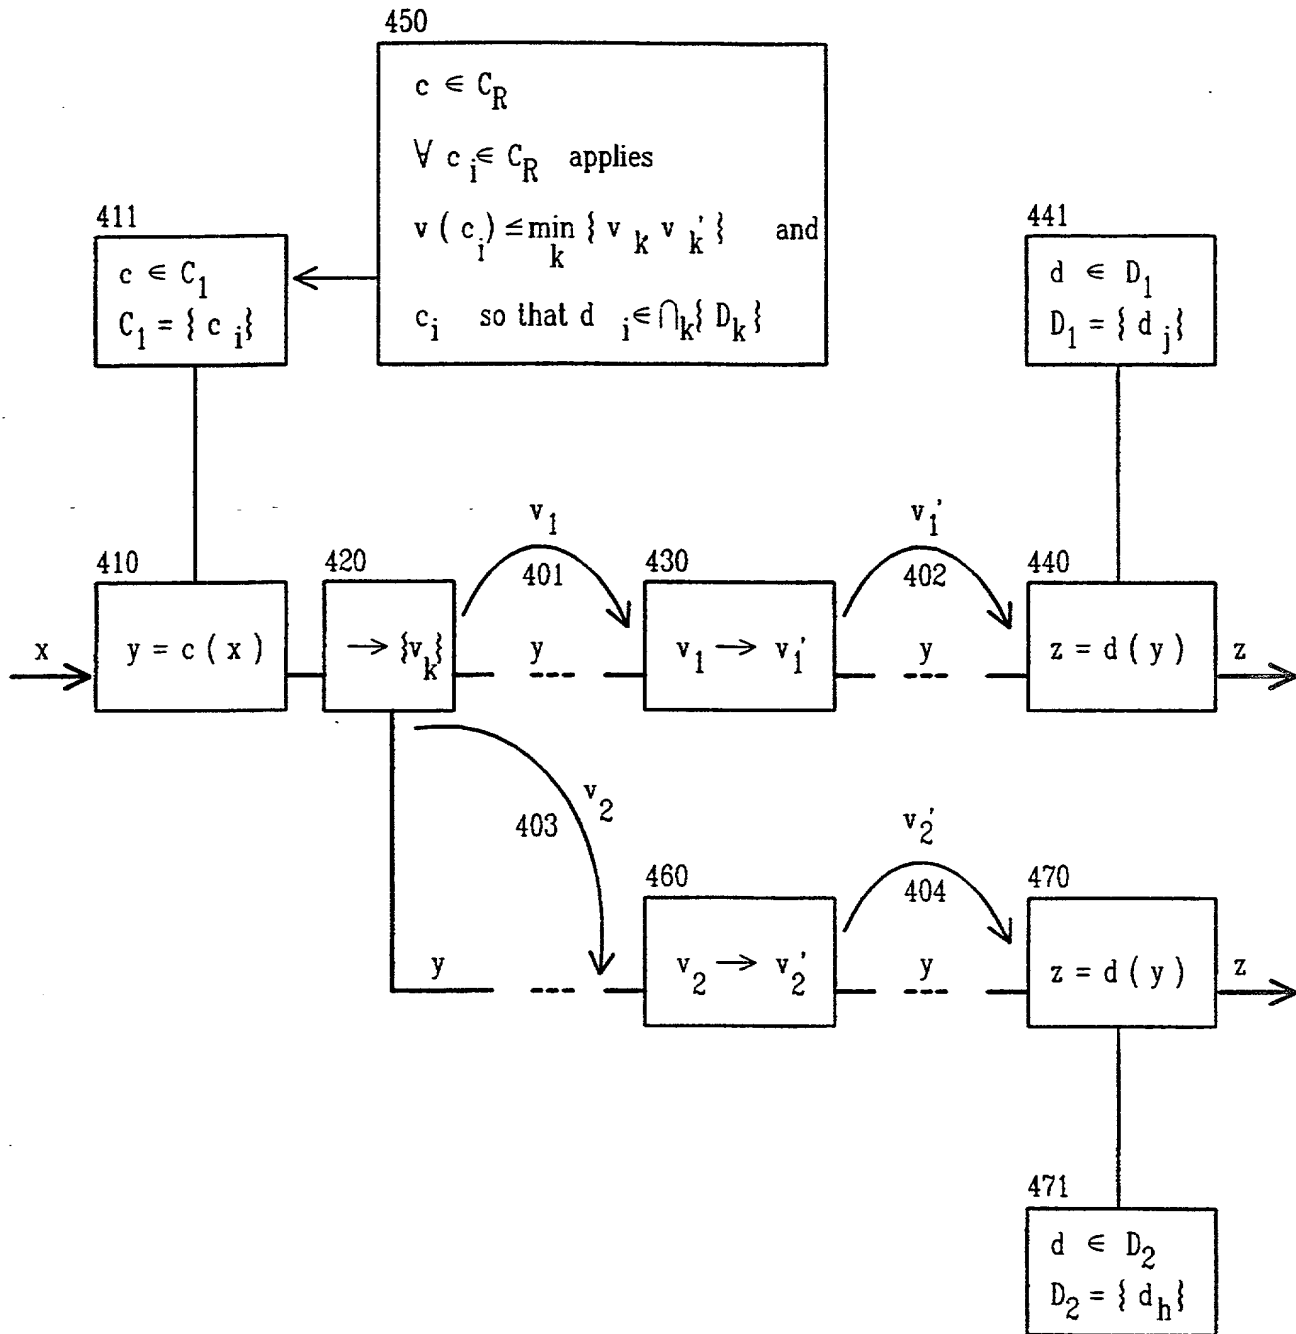 450
c ∈ C_R
∀ c_i ∈ C_R applies
v ( c_i ) ≤ min_k { v_k v_k' } and
c_i so that d_i ∈ ⋂_k { D_k }
411
c ∈ C_1
C_1 = { c_i }
441
d ∈ D_1
D_1 = { d_j }
v_1
v_1'
410
420
401
430
402
440
x
y = c ( x )
→ {v_k}
y
v_1 → v_1'
y
z = d ( y )
z
v_2
403
v_2'
460
404
470
y
v_2 → v_2'
y
z = d ( y )
z
471
d ∈ D_2
D_2 = { d_h }